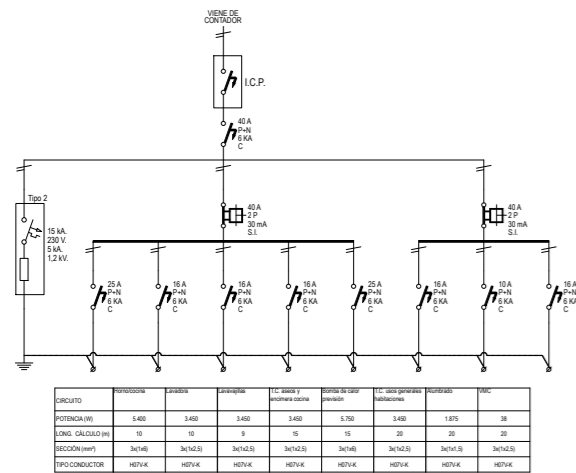 VIENE DE
CONTADOR
I.C.P.
40 A
P+N
6 KA
C
Tipo 2
15 kA.
230 V.
5 kA.
1,2 kV.
40 A
2 P
30 mA
S.I.
40 A
2 P
30 mA
S.I.
25 A
P+N
6 KA
C
16 A
P+N
6 KA
C
16 A
P+N
6 KA
C
16 A
P+N
6 KA
C
25 A
P+N
6 KA
C
16 A
P+N
6 KA
C
10 A
P+N
6 KA
C
16 A
P+N
6 KA
C
CIRCUITO Horno/cocina Lavadora Lavavajillas T.C. aseos y encimera cocina Bomba de calor previsión T.C. usos generales habitaciones Alumbrado VMC
POTENCIA (W) 5.400 3.450 3.450 3.450 5.750 3.450 1.875 38
LONG. CÁLCULO (m) 10 10 9 15 15 20 20 20
SECCIÓN (mm²) 3x(1x6) 3x(1x2,5) 3x(1x2,5) 3x(1x2,5) 3x(1x6) 3x(1x2,5) 3x(1x1,5) 3x(1x2,5)
TIPO CONDUCTOR H07V-K H07V-K H07V-K H07V-K H07V-K H07V-K H07V-K H07V-K